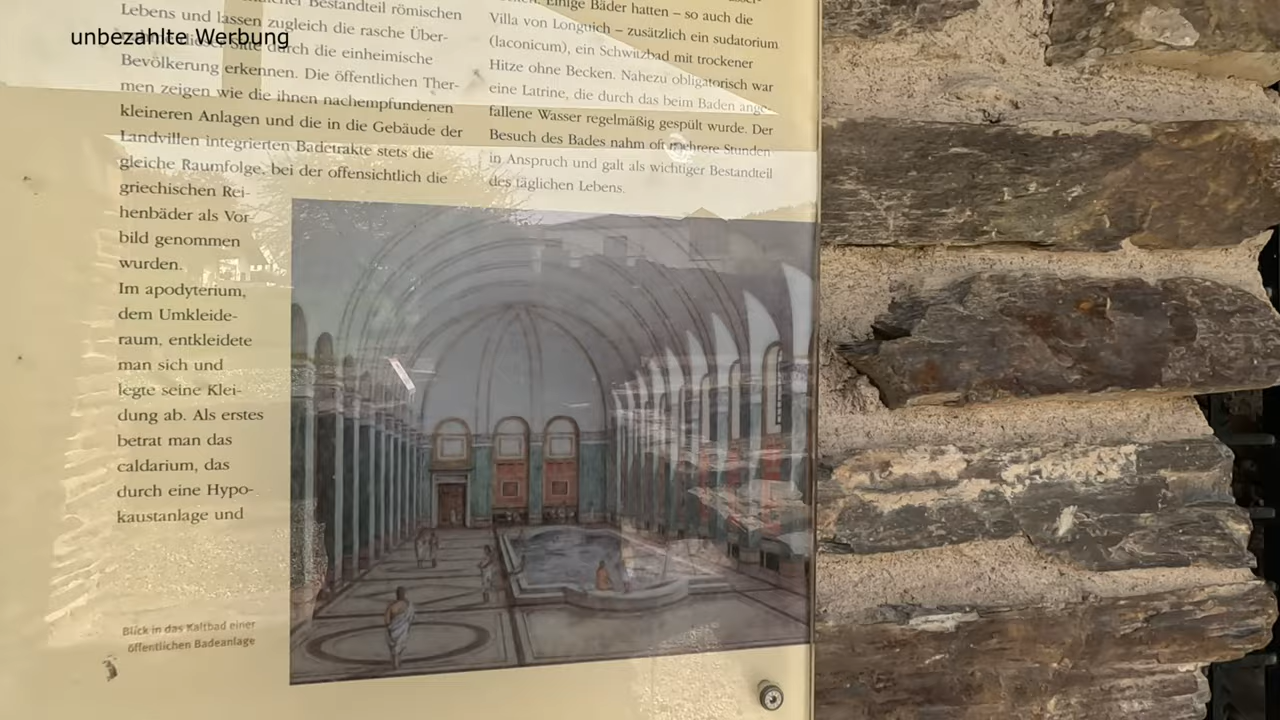 unbezahlte Werbung
Bestandteil römischen
Lebens und lassen zugleich die rasche Über-
dieser Sitte durch die einheimische
Bevölkerung erkennen. Die öffentlichen Ther-
men zeigen wie die ihnen nachempfundenen
kleineren Anlagen und die in die Gebäude der
Landvillen integrierten Badetrakte stets die
gleiche Raumfolge, bei der offensichtlich die
griechischen Rei-
henbäder als Vor-
bild genommen
wurden.
Im apodyterium,
dem Umkleide-
raum, entkleidete
man sich und
legte seine Klei-
dung ab. Als erstes
betrat man das
caldarium, das
durch eine Hypo-
kaustanlage und
Einige Bäder hatten – so auch die
Villa von Longuich – zusätzlich ein sudatorium
(laconicum), ein Schwitzbad mit trockener
Hitze ohne Becken. Nahezu obligatorisch war
eine Latrine, die durch das beim Baden ange-
fallene Wasser regelmäßig gespült wurde. Der
Besuch des Bades nahm oft mehrere Stunden
in Anspruch und galt als wichtiger Bestandteil
des täglichen Lebens.
Blick in das Kaltbad einer
öffentlichen Badeanlage